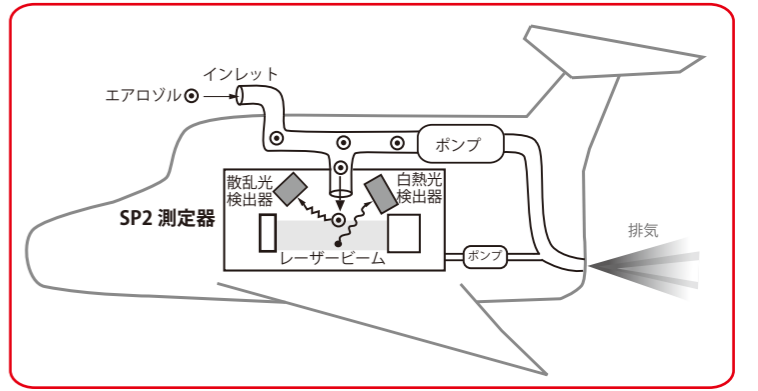 インレット
エアロゾル
ポンプ
散乱光
検出器
白熱光
検出器
SP2 測定器
レーザービーム
ポンプ
排気